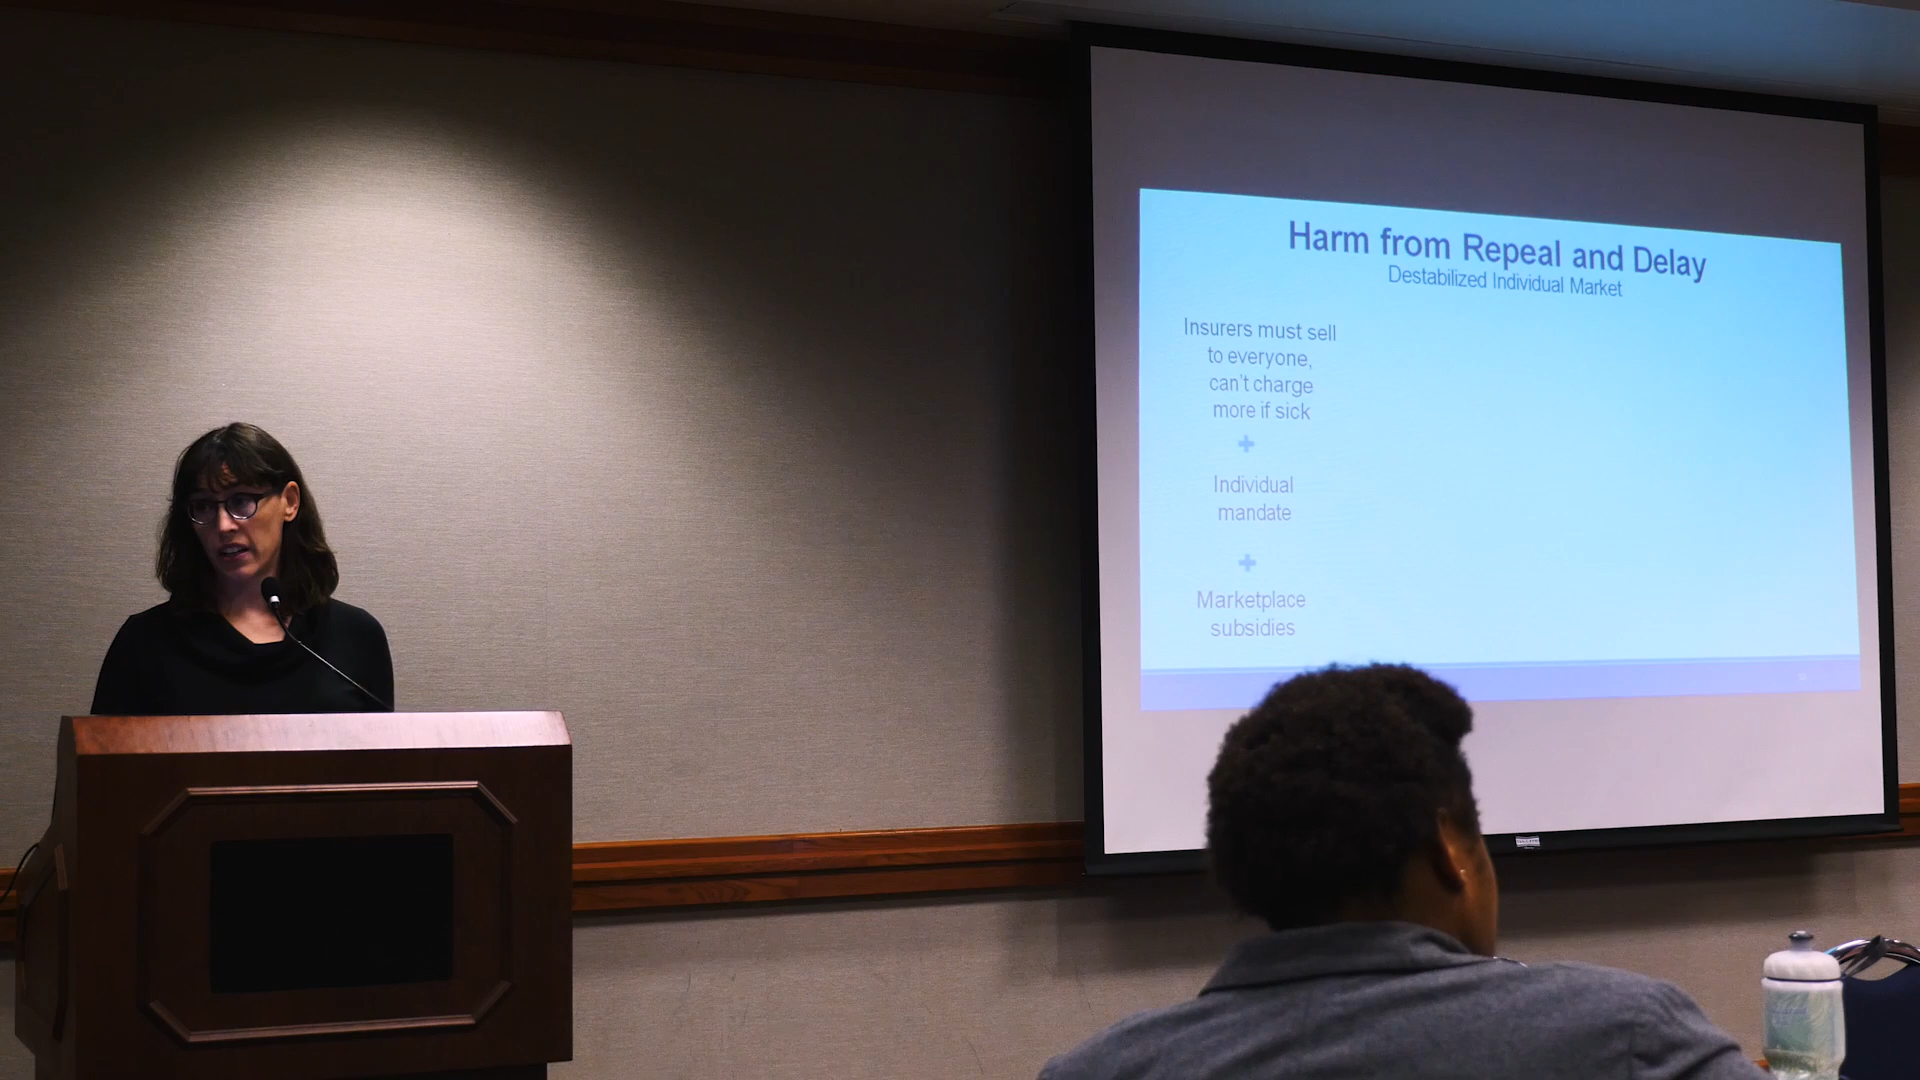 Harm from Repeal and Delay
Destabilized Individual Market
Insurers must sell
to everyone,
can't charge
more if sick
+
Individual
mandate
+
Marketplace
subsidies